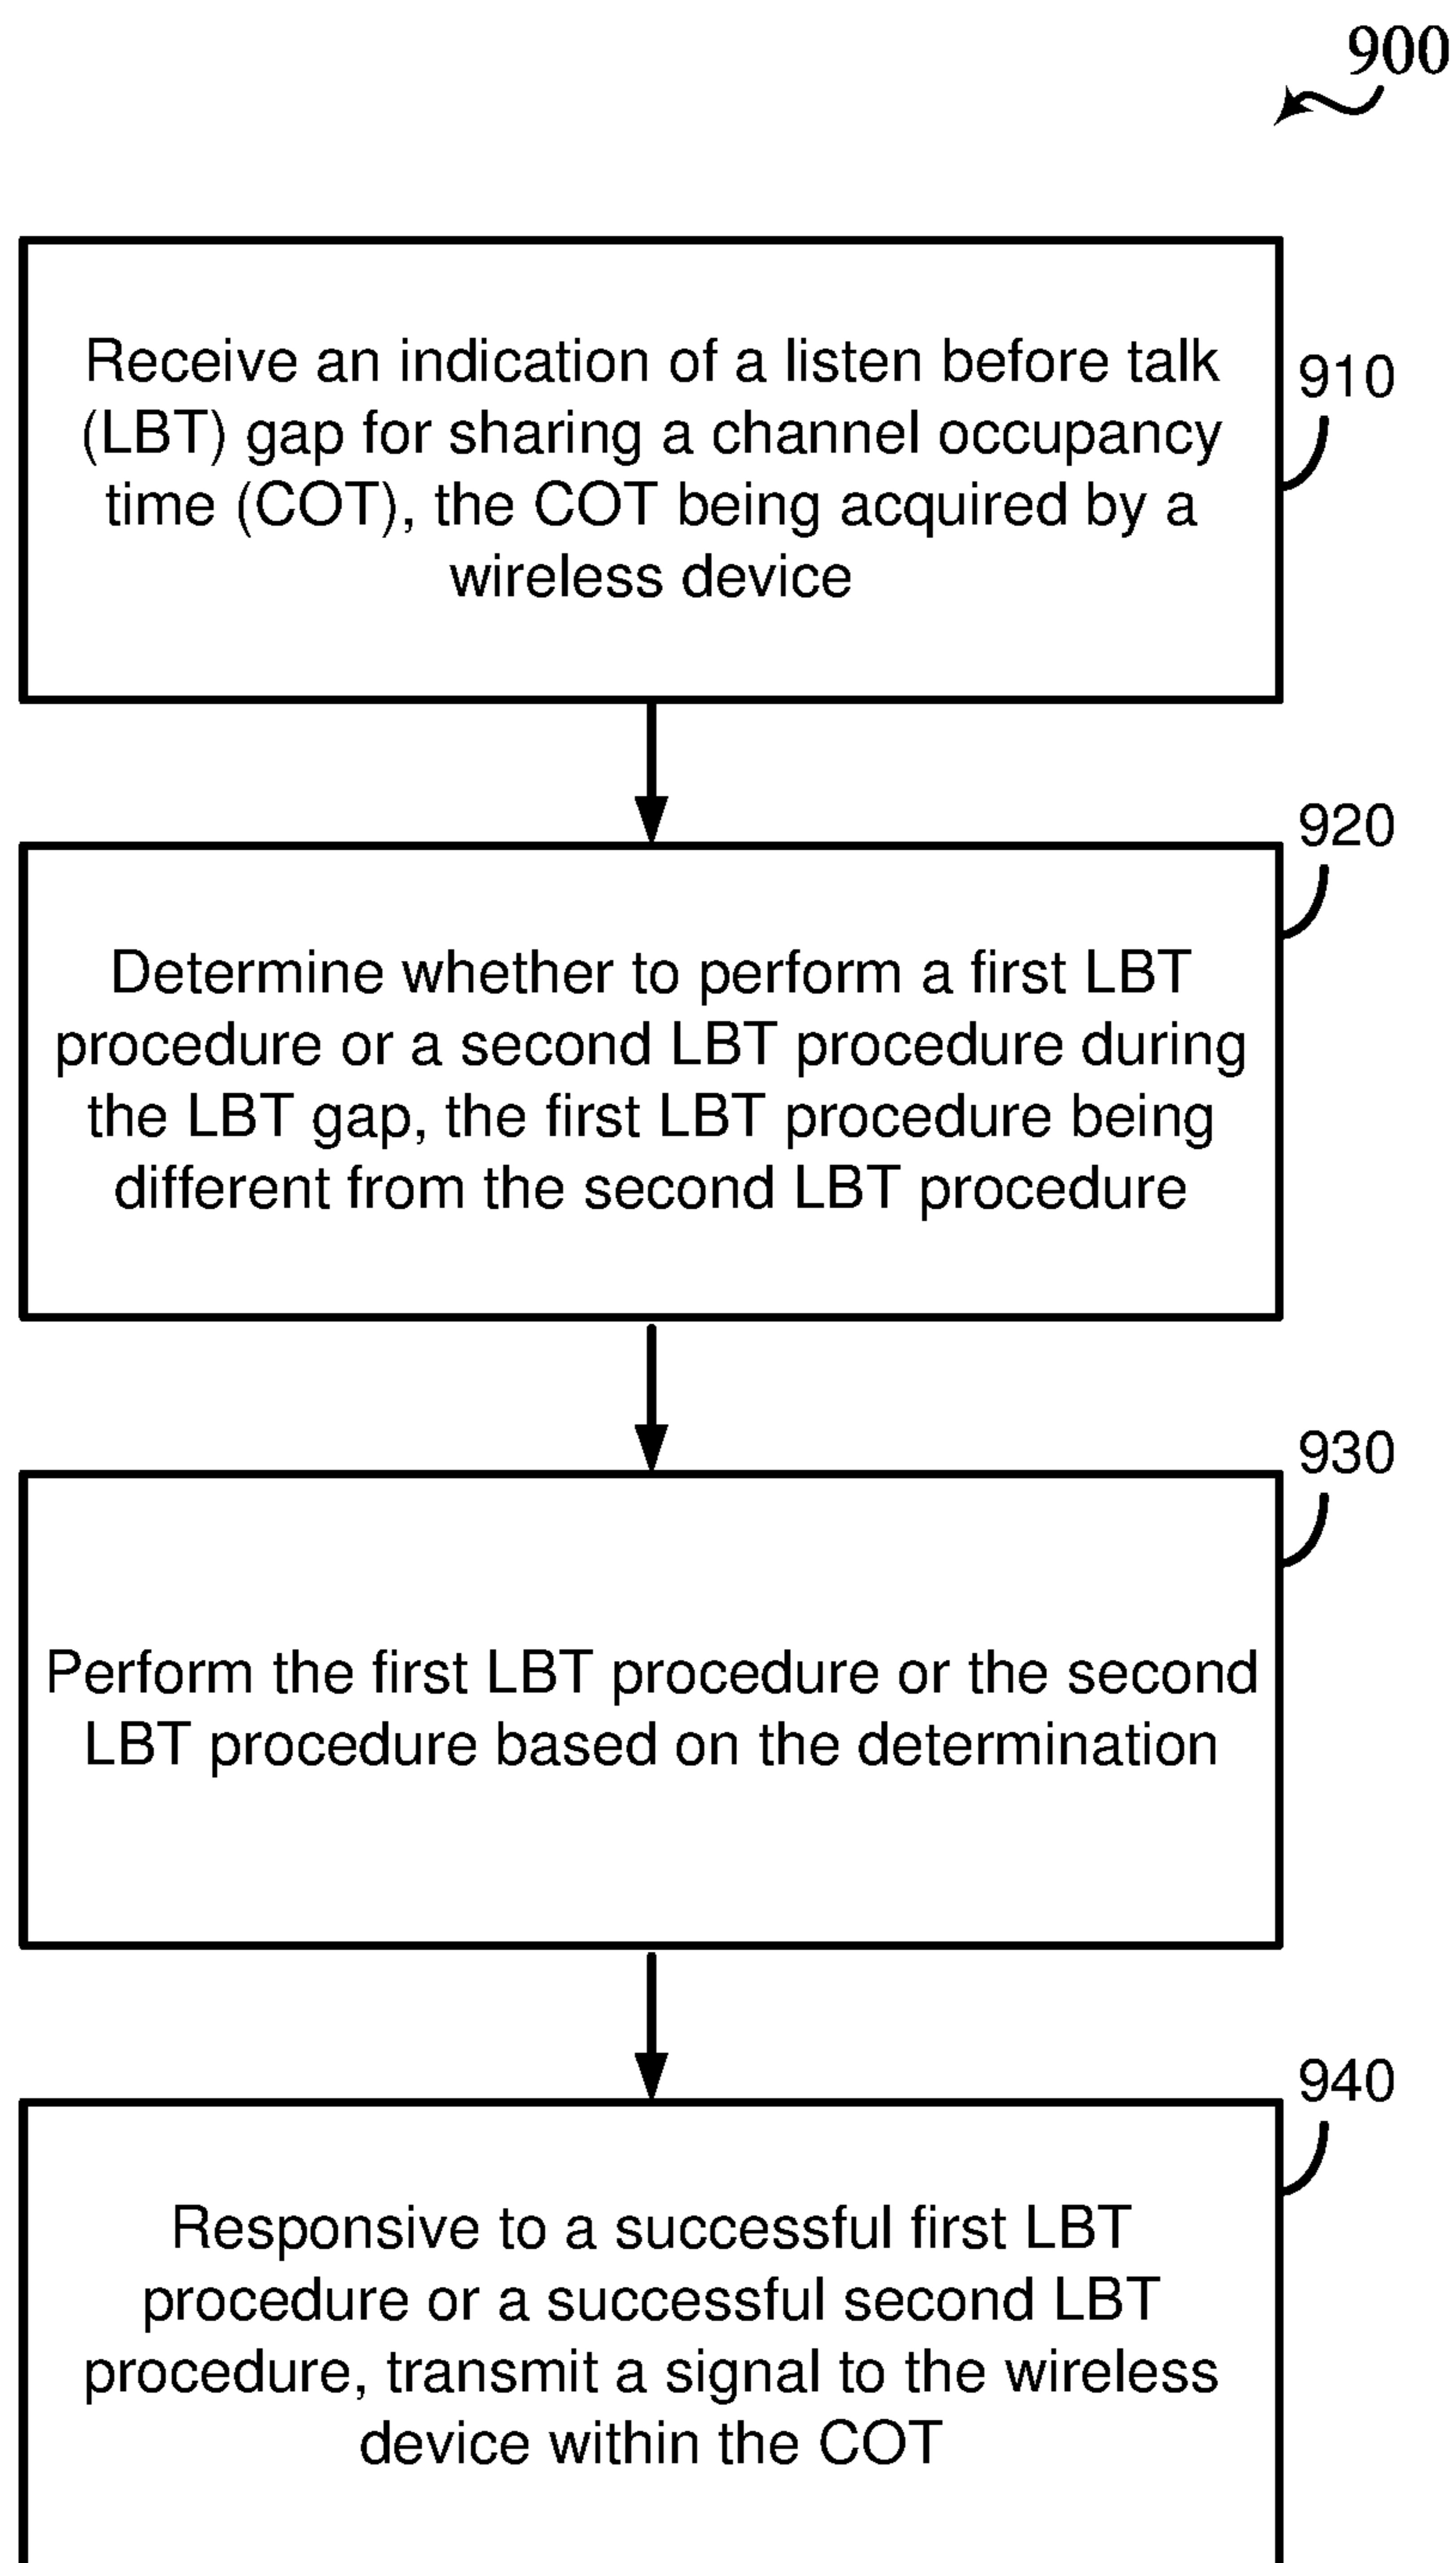 900
Receive an indication of a listen before talk
(LBT) gap for sharing a channel occupancy
time (COT), the COT being acquired by a
wireless device
910
920
Determine whether to perform a first LBT
procedure or a second LBT procedure during
the LBT gap, the first LBT procedure being
different from the second LBT procedure
930
Perform the first LBT procedure or the second
LBT procedure based on the determination
940
Responsive to a successful first LBT
procedure or a successful second LBT
procedure, transmit a signal to the wireless
device within the COT